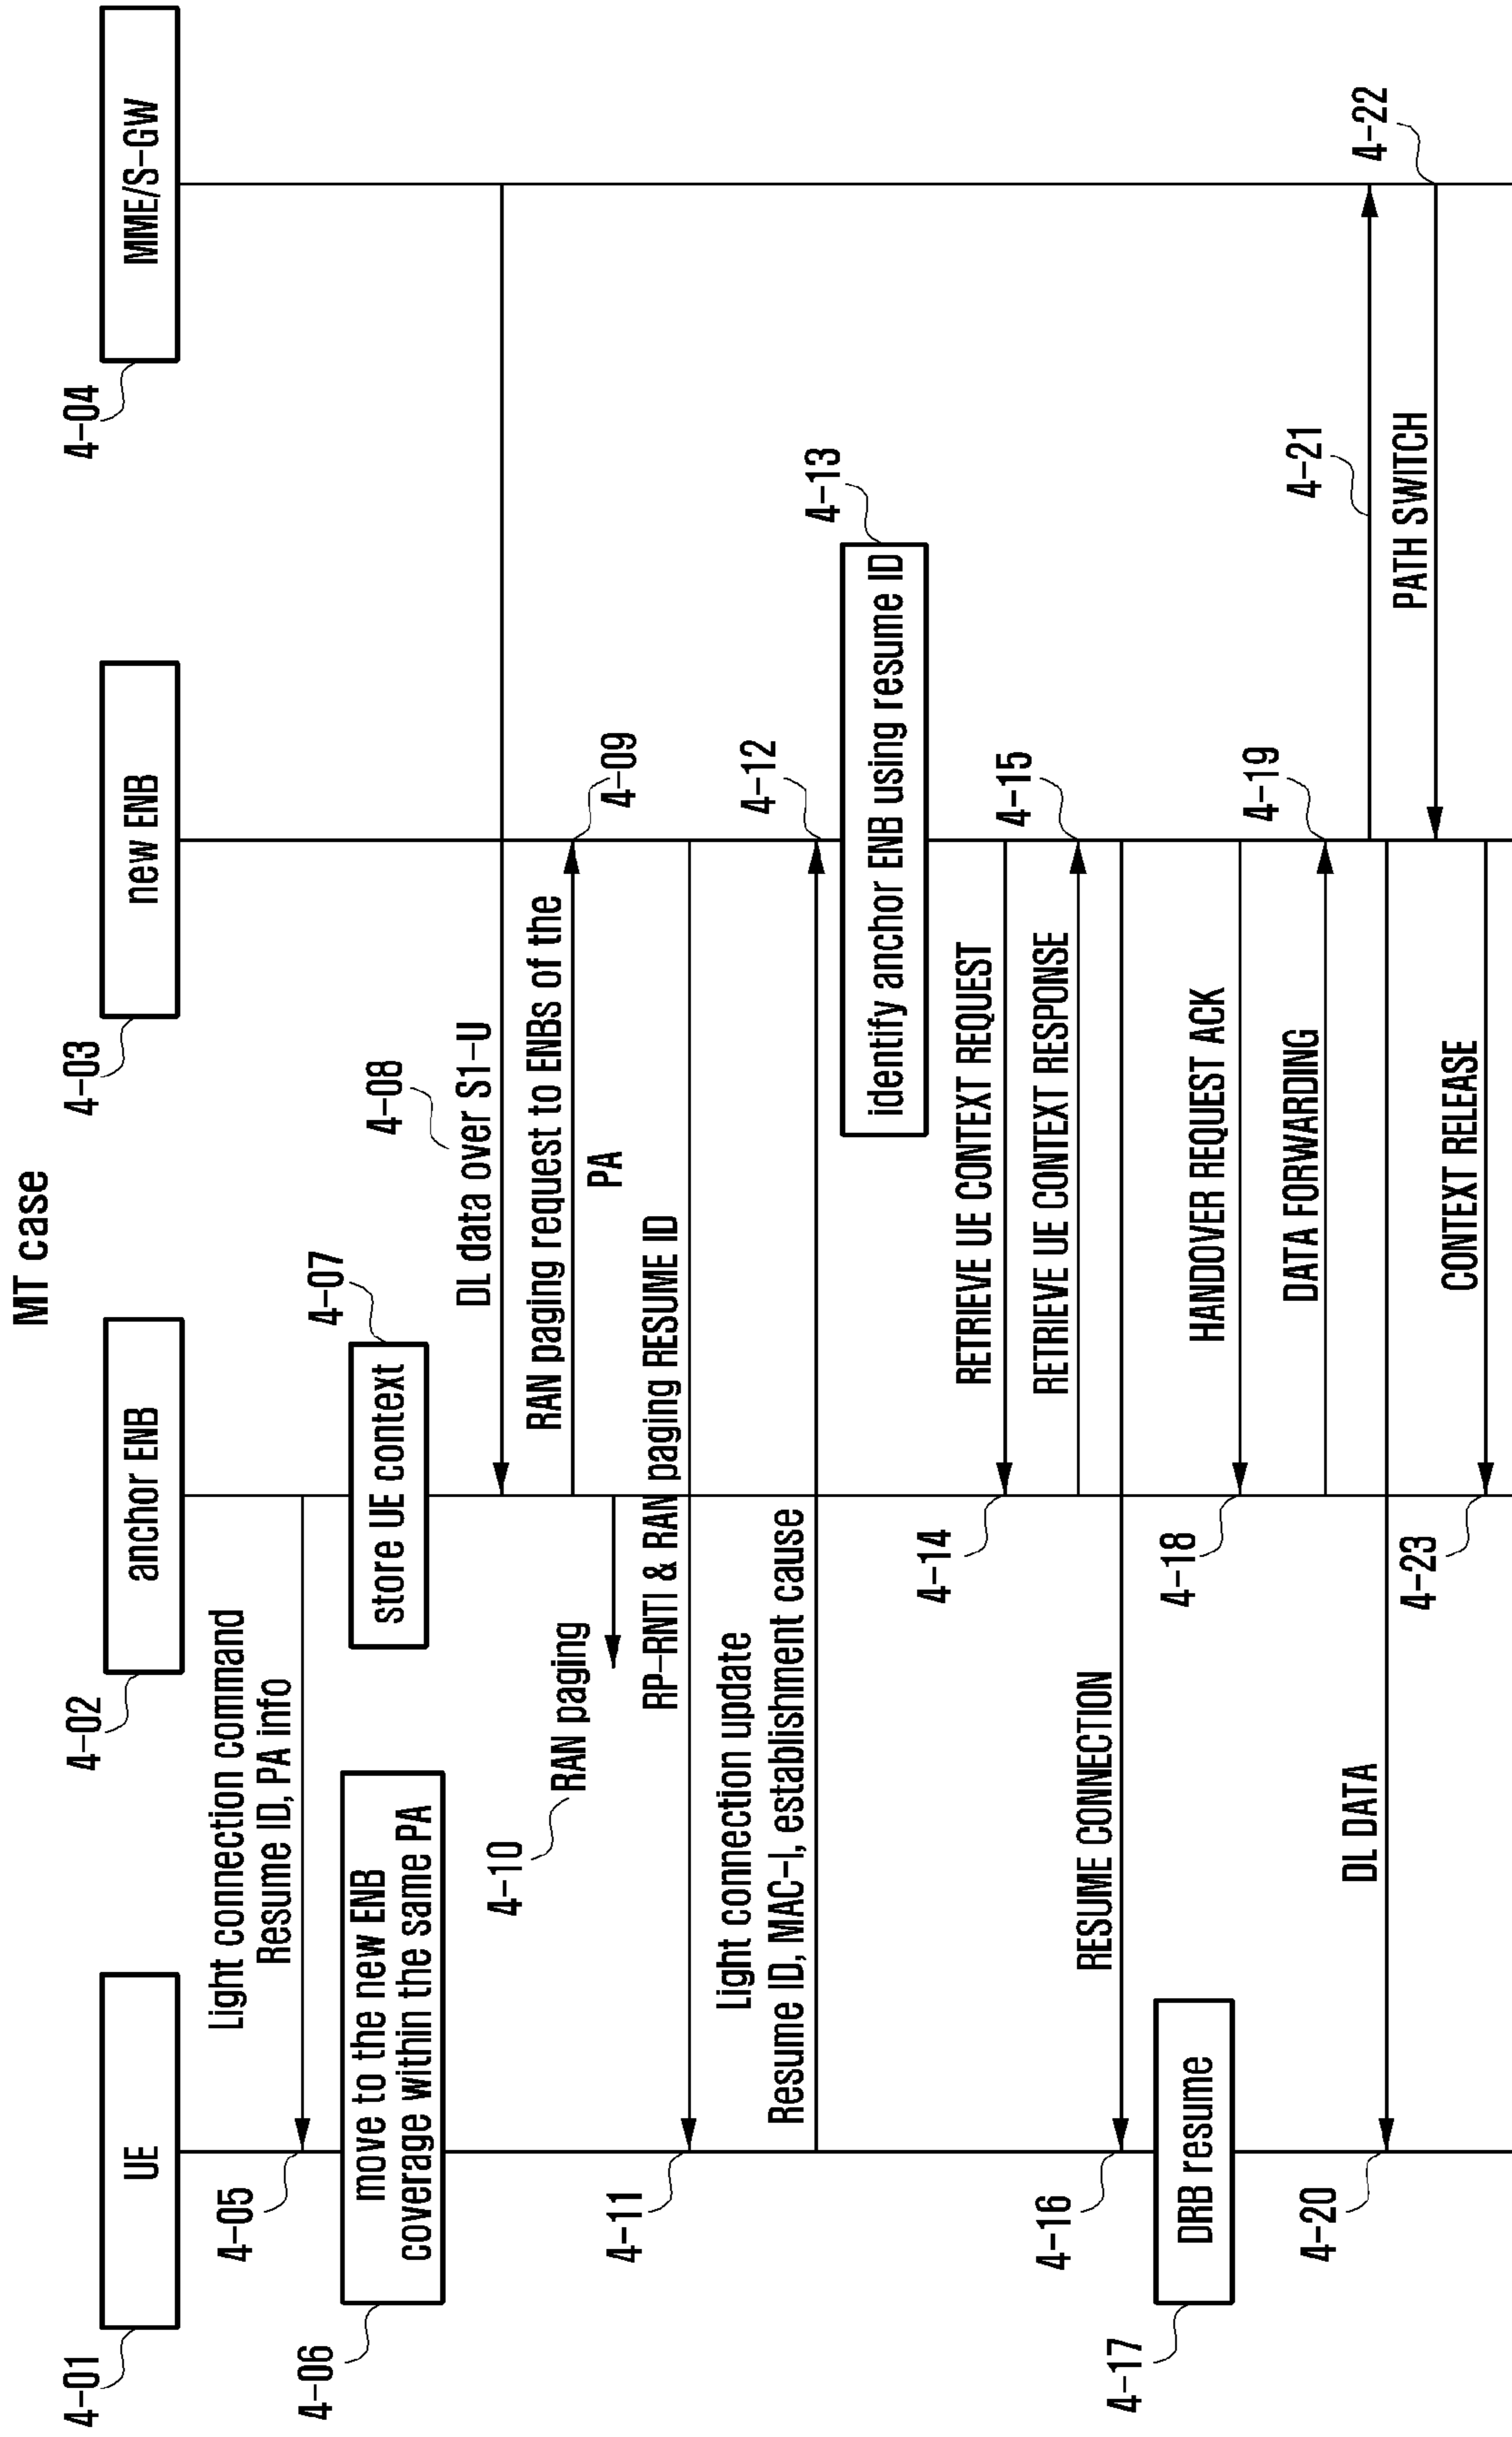 MT case
4-01
UE
4-02
anchor ENB
4-03
new ENB
4-04
MME/S-GW
Light connection command
Resume ID, PA info
4-05
4-06
move to the new ENB
coverage within the same PA
store UE context
4-07
4-08
DL data over S1-U
RAN paging request to ENBs of the
PA
4-09
4-10
RAN paging
RP-RNTI & RAN paging RESUME ID
4-11
Light connection update
Resume ID, MAC-I, establishment cause
4-12
4-13
identify anchor ENB using resume ID
RETRIEVE UE CONTEXT REQUEST
4-14
RETRIEVE UE CONTEXT RESPONSE
4-15
RESUME CONNECTION
4-16
4-17
DRB resume
HANDOVER REQUEST ACK
4-18
DATA FORWARDING
4-19
DL DATA
4-20
4-21
PATH SWITCH
4-22
CONTEXT RELEASE
4-23